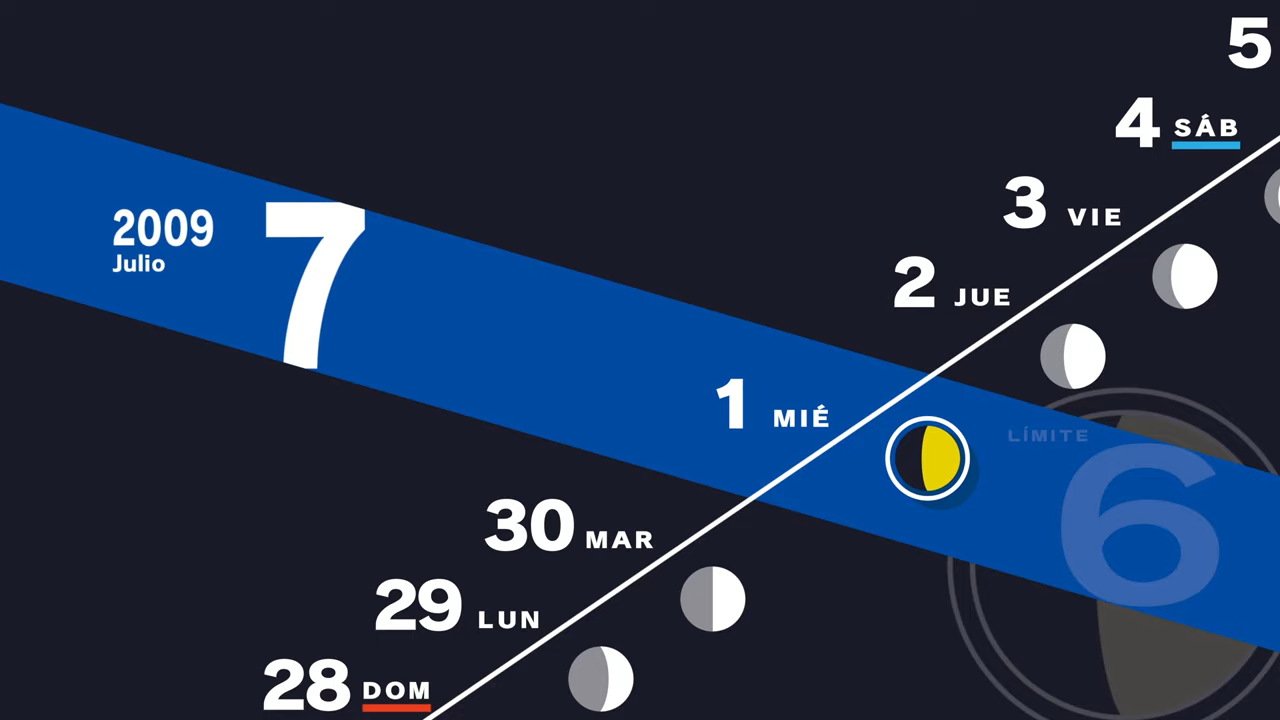 5
4 SÁB
3 VIE
2 JUE
2009
Julio
7
1 MIÉ
LÍMITE
6
30 MAR
29 LUN
28 DOM